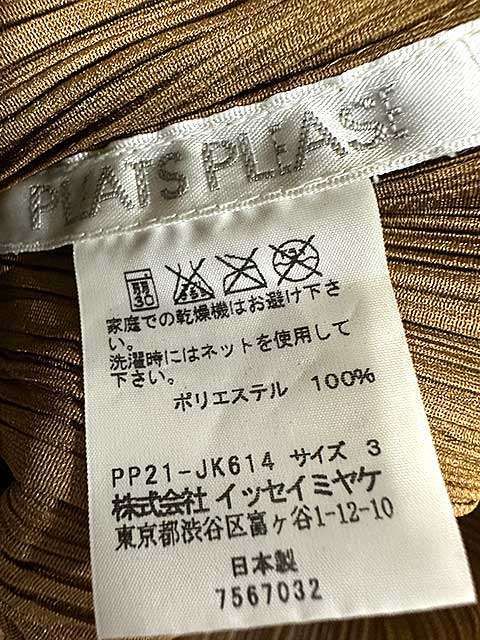 PLEATS PLEASE
弱
30
家庭での乾燥機はお避け下さ
い。
洗濯時にはネットを使用して
下さい。
ポリエステル 100%
PP21-JK614 サイズ 3
株式会社 イッセイミヤケ
東京都渋谷区富ヶ谷1-12-10
日本製
7567032